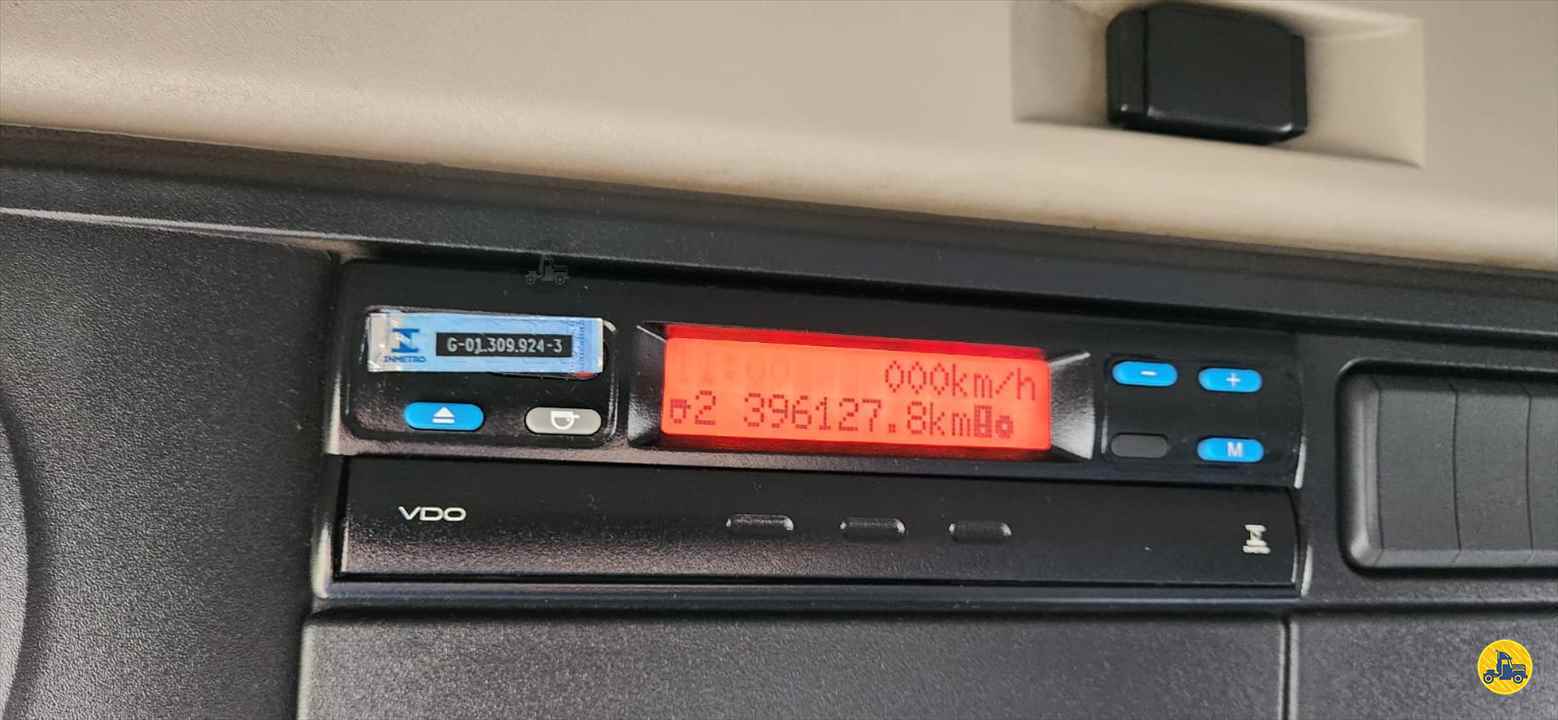 INMETRO
G-01.309.924-3
000km/h
2 396127.8km
-
+
M
VDO